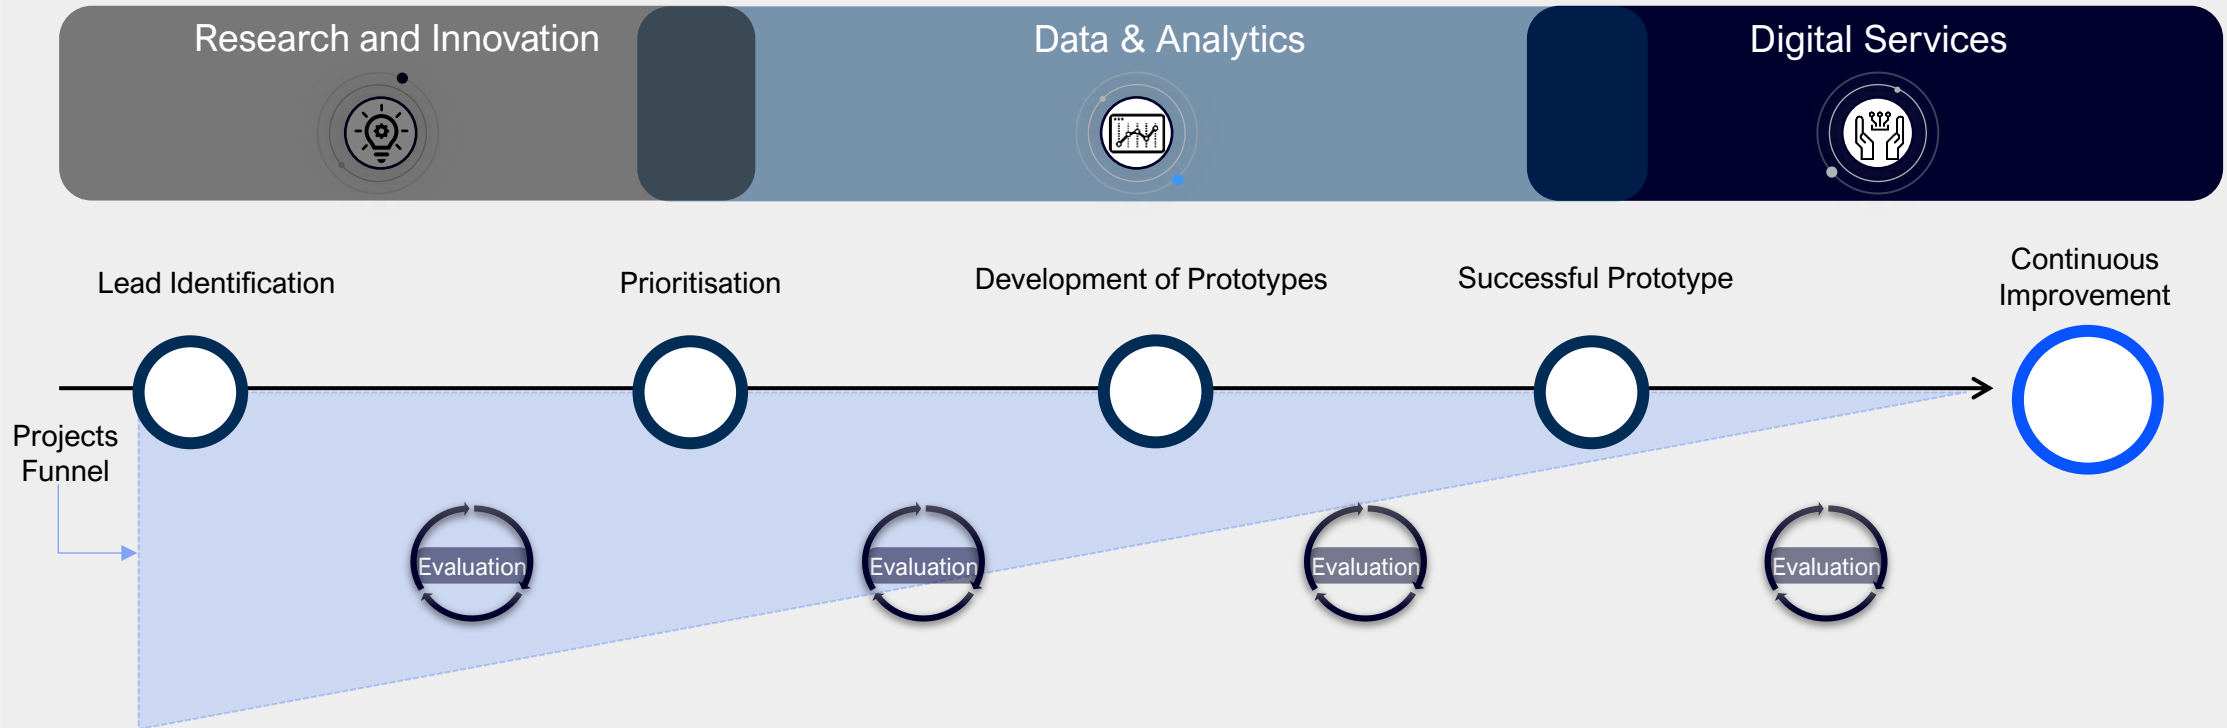 Research and Innovation
Data & Analytics
Digital Services
Lead Identification
Prioritisation
Development of Prototypes
Successful Prototype
Continuous
Improvement
Projects
Funnel
Evaluation
Evaluation
Evaluation
Evaluation